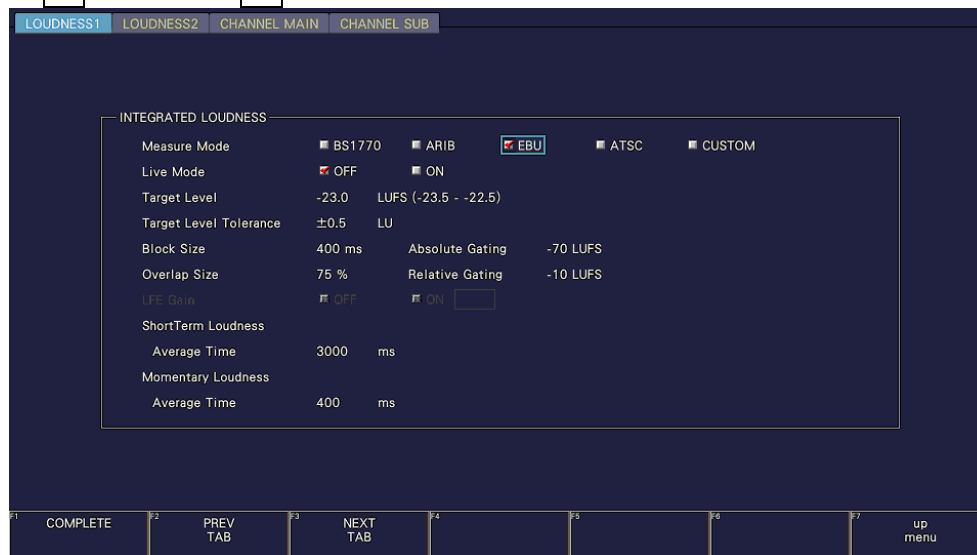 LOUDNESS1 LOUDNESS2 CHANNEL MAIN CHANNEL SUB
INTEGRATED LOUDNESS
Measure Mode BS1770 ARIB EBU ATSC CUSTOM
Live Mode OFF ON
Target Level -23.0 LUFS (-23.5 - -22.5)
Target Level Tolerance ±0.5 LU
Block Size 400 ms Absolute Gating -70 LUFS
Overlap Size 75 % Relative Gating -10 LUFS
LFE Gain OFF ON
ShortTerm Loudness
Average Time 3000 ms
Momentary Loudness
Average Time 400 ms
F1 COMPLETE F2 PREV F3 NEXT F4 F5 F6 F7 up
TAB TAB menu